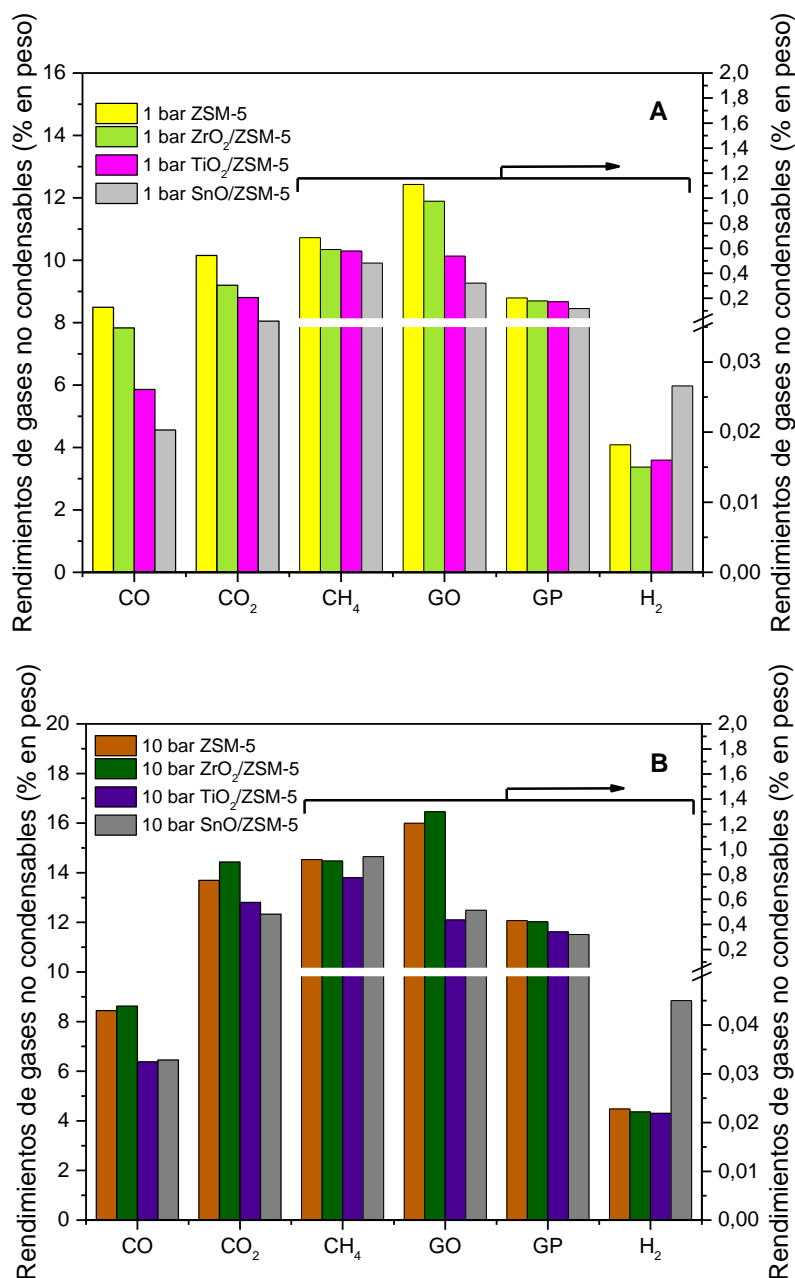 Rendimientos de gases no condensables (% en peso)
16
14
12
10
8
6
4
2
0
1 bar ZSM-5
1 bar ZrO₂/ZSM-5
1 bar TiO₂/ZSM-5
1 bar SnO/ZSM-5
A
CO
CO₂
CH₄
GO
GP
H₂
2,0
1,8
1,6
1,4
1,2
1,0
0,8
0,6
0,4
0,2
0,03
0,02
0,01
0,00
Rendimientos de gases no condensables (% en peso)
Rendimientos de gases no condensables (% en peso)
20
18
16
14
12
10
8
6
4
2
0
10 bar ZSM-5
10 bar ZrO₂/ZSM-5
10 bar TiO₂/ZSM-5
10 bar SnO/ZSM-5
B
CO
CO₂
CH₄
GO
GP
H₂
2,0
1,8
1,6
1,4
1,2
1,0
0,8
0,6
0,4
0,2
0,04
0,03
0,02
0,01
0,00
Rendimientos de gases no condensables (% en peso)